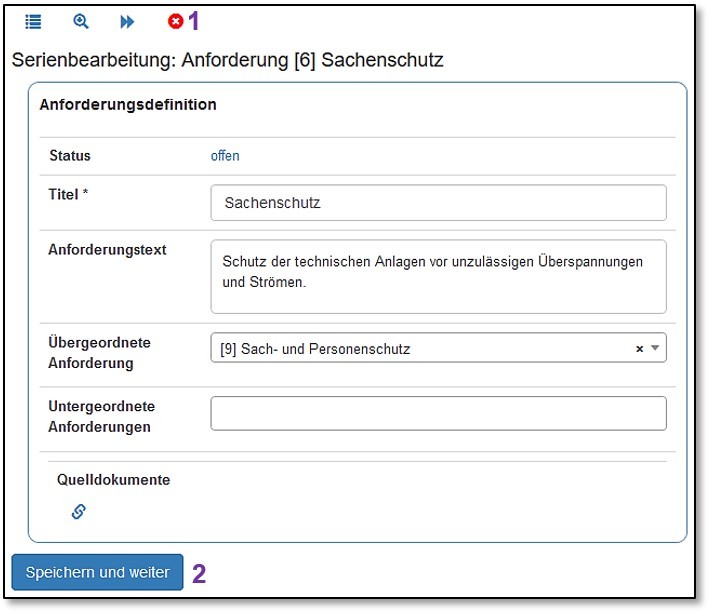 1
Serienbearbeitung: Anforderung [6] Sachenschutz
Anforderungsdefinition
Status offen
Titel * Sachenschutz
Anforderungstext Schutz der technischen Anlagen vor unzulässigen Überspannungen
und Strömen.
Übergeordnete
Anforderung [9] Sach- und Personenschutz ×
Untergeordnete
Anforderungen
Quelldokumente
Speichern und weiter 2